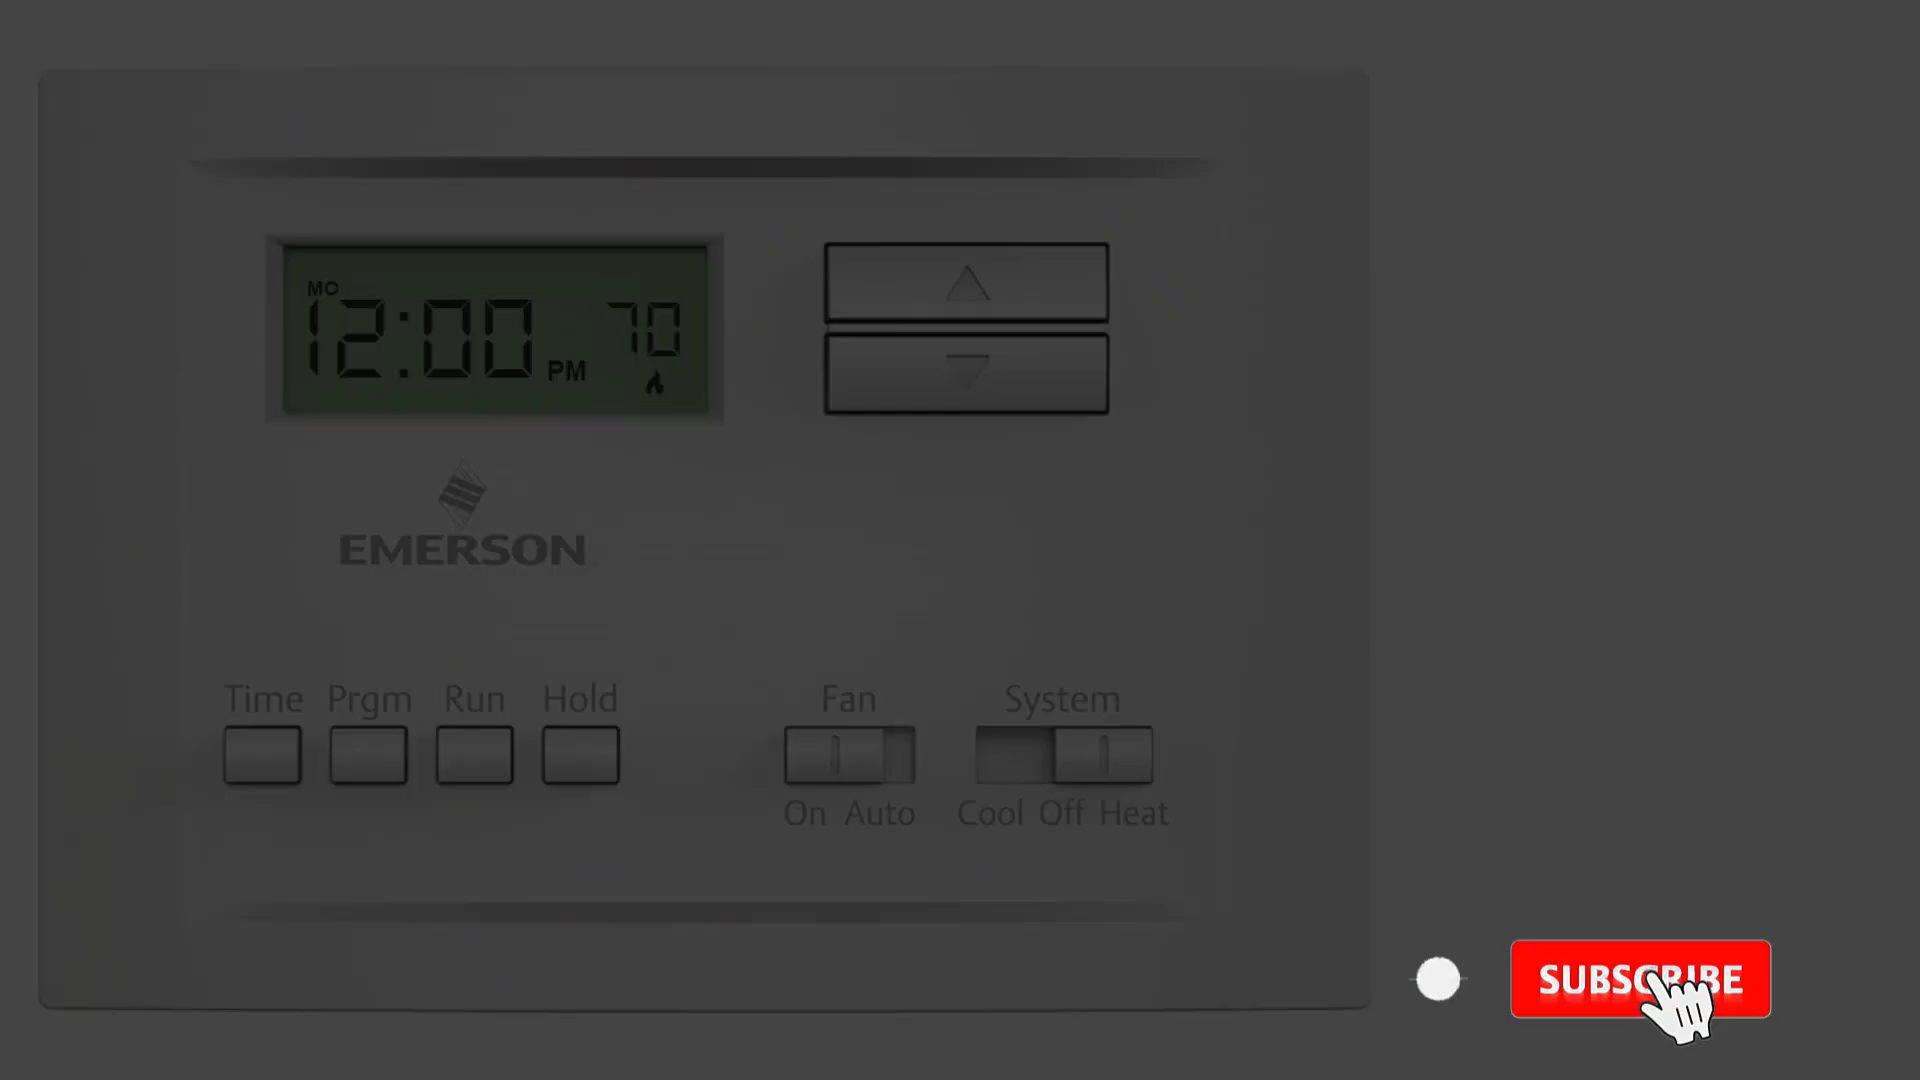 MO
12:00 PM 70
EMERSON
Time Prgm Run Hold Fan System
On Auto Cool Off Heat
SUBSCRIBE